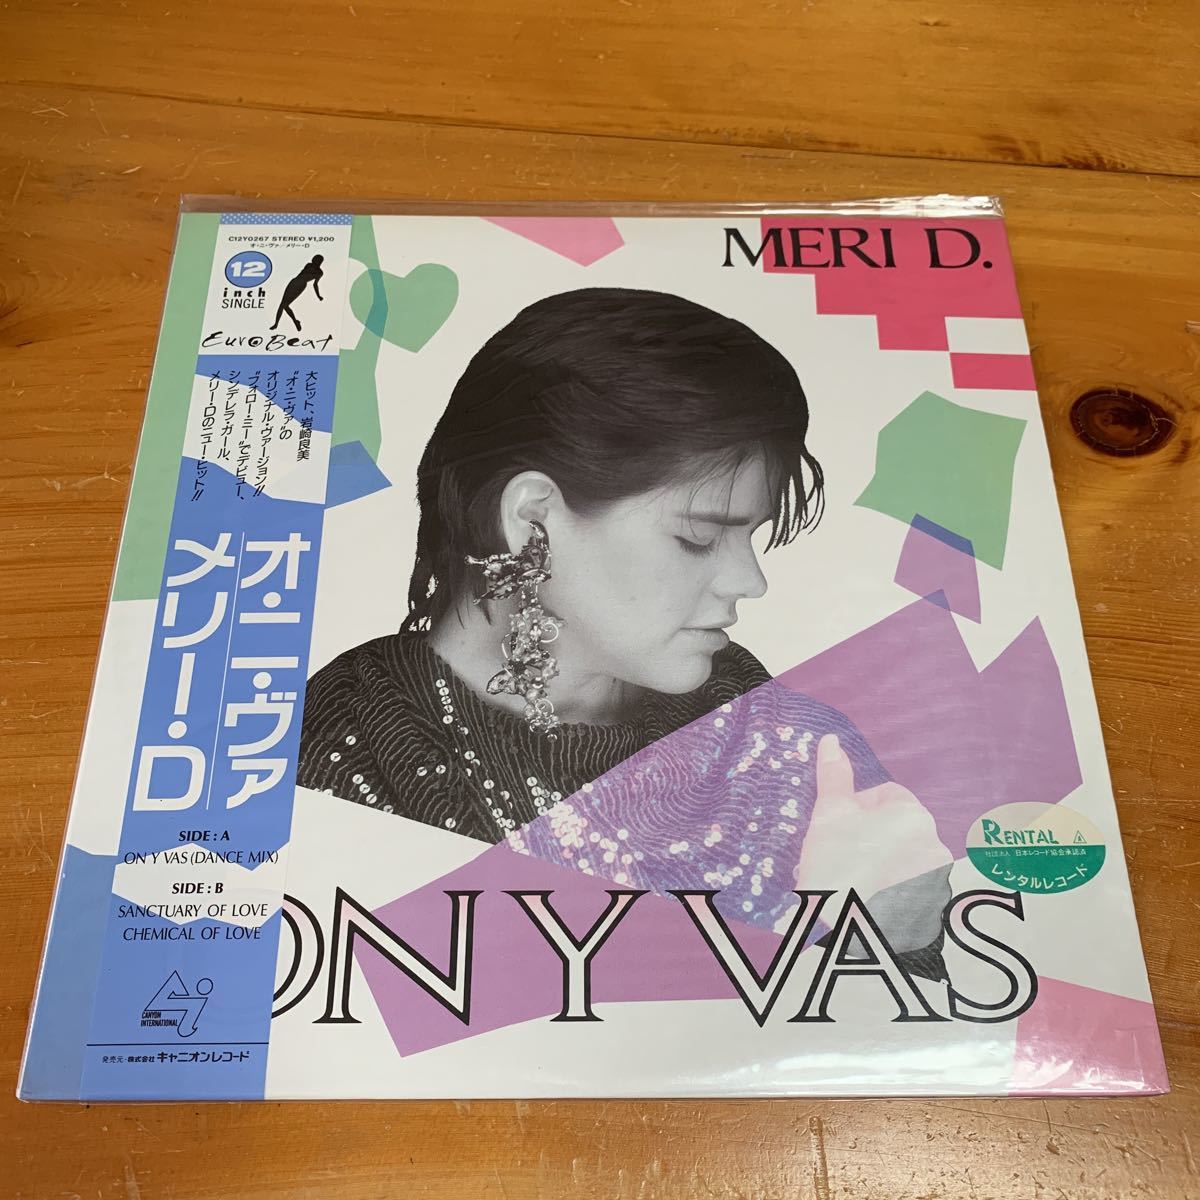 C12Y0267 STEREO ¥1,200
オ・ニ・ヴァ/メリー・D
12
inch
SINGLE
EuroBeat
大ヒット、岩崎良美
“オ・ニ・ヴァ”の
オリジナル・ヴァージョン!!
“フォロー・ミー”でデビュー、
シンデレラ・ガール、
メリー・Dのニュー・ヒット!!
オ・ニ・ヴァ
メリー・D
SIDE : A
ON Y VAS (DANCE MIX)
SIDE : B
SANCTUARY OF LOVE
CHEMICAL OF LOVE
CANYON
INTERNATIONAL
発売元・株式会社 キャニオンレコード
MERI D.
RENTAL
社団法人 日本レコード協会承認済
レンタルレコード
ON Y VAS